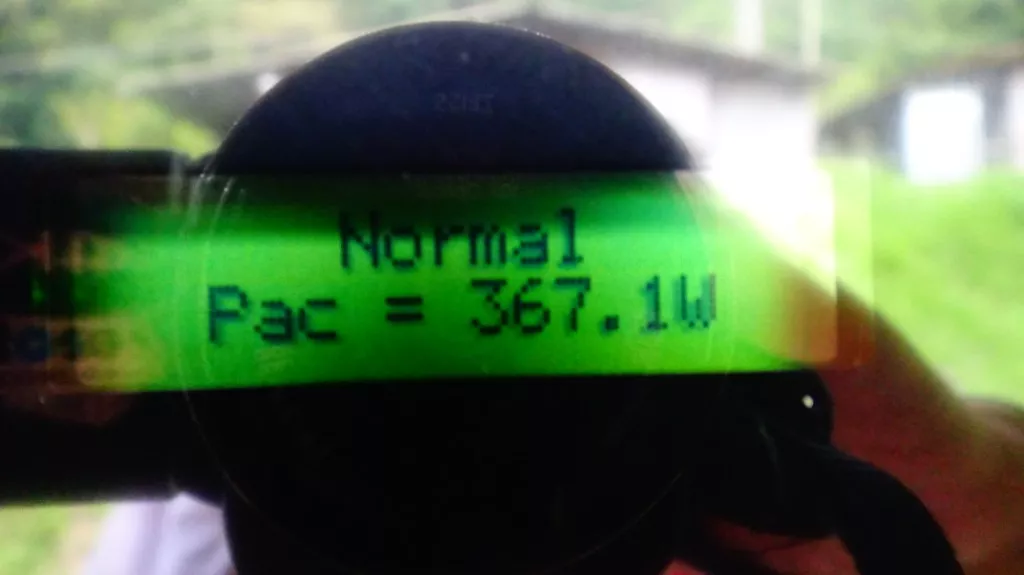 Normal
Pac = 367.1W